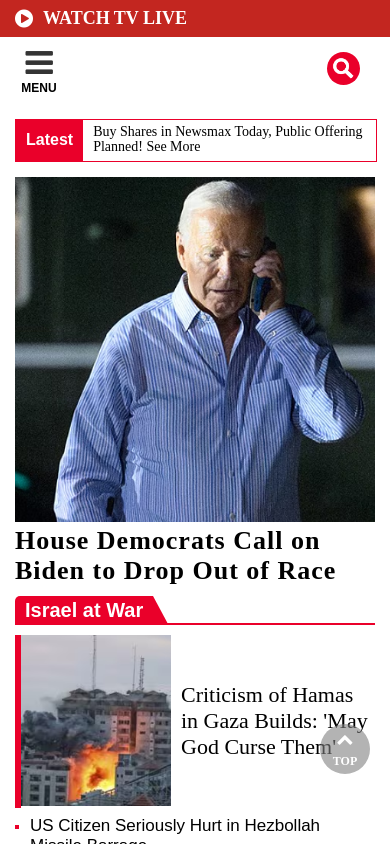 WATCH TV LIVE
MENU
Latest
Buy Shares in Newsmax Today, Public Offering
Planned! See More
House Democrats Call on
Biden to Drop Out of Race
Israel at War
Criticism of Hamas
in Gaza Builds: 'May
God Curse Them'
TOP
US Citizen Seriously Hurt in Hezbollah
Missile Barrage